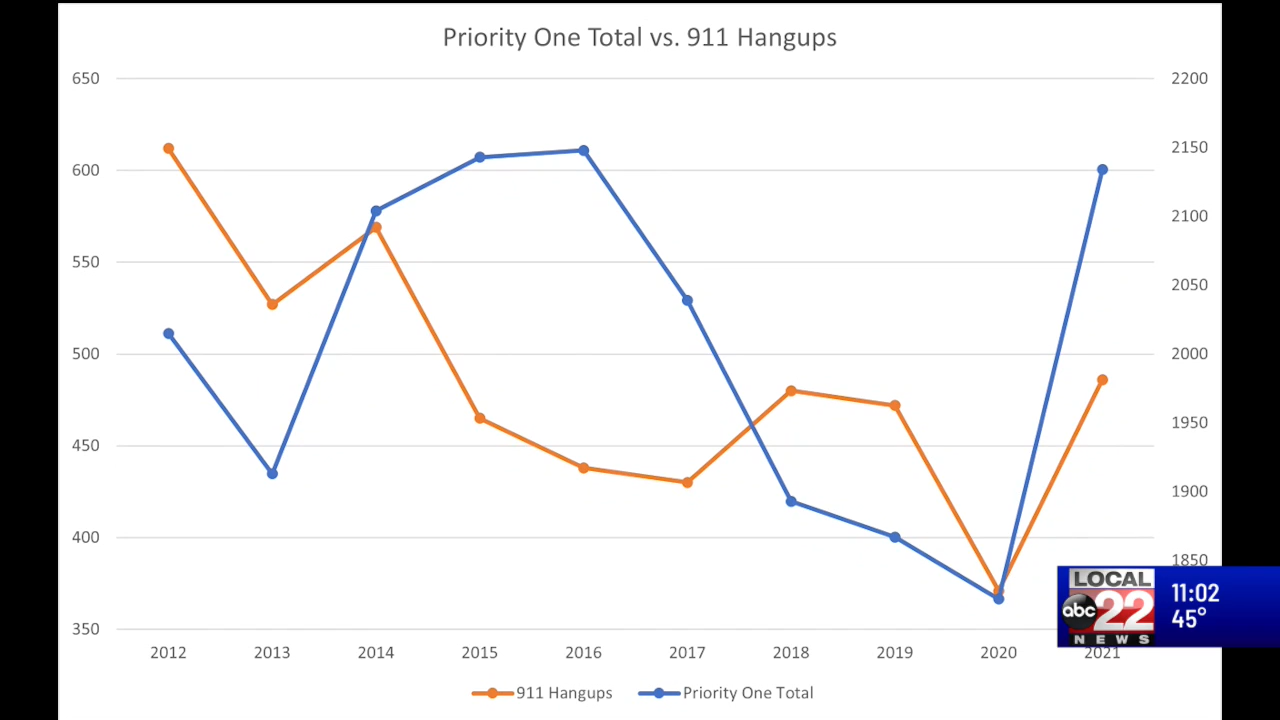 Priority One Total vs. 911 Hangups
650
600
550
500
450
400
350
2200
2150
2100
2050
2000
1950
1900
1850
2012 2013 2014 2015 2016 2017 2018 2019 2020 2021
911 Hangups Priority One Total
LOCAL
abc 22
NEWS
11:02
45°